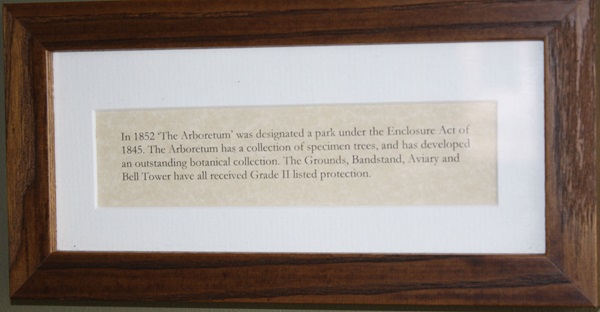 In 1852 'The Arboretum' was designated a park under the Enclosure Act of
1845. The Arboretum has a collection of specimen trees, and has developed
an outstanding botanical collection. The Grounds, Bandstand, Aviary and
Bell Tower have all received Grade II listed protection.